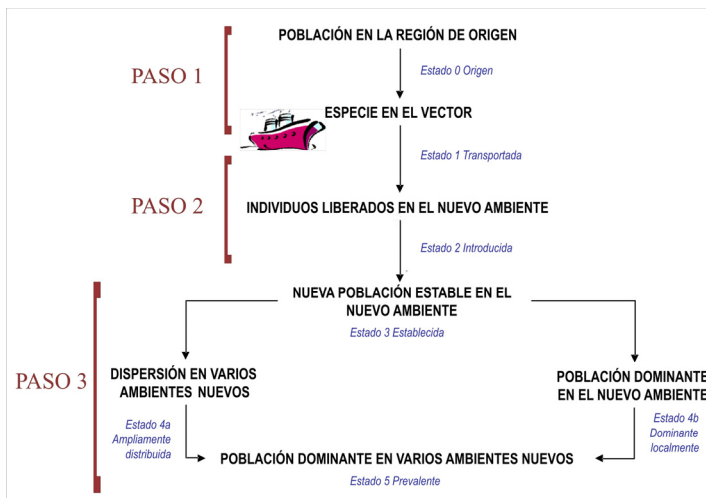 POBLACIÓN EN LA REGIÓN DE ORIGEN
PASO 1
Estado 0 Origen
ESPECIE EN EL VECTOR
Estado 1 Transportada
PASO 2
INDIVIDUOS LIBERADOS EN EL NUEVO AMBIENTE
Estado 2 Introducida
NUEVA POBLACIÓN ESTABLE EN EL
NUEVO AMBIENTE
Estado 3 Establecida
PASO 3
DISPERSIÓN EN VARIOS
AMBIENTES NUEVOS
POBLACIÓN DOMINANTE
EN EL NUEVO AMBIENTE
Estado 4a
Ampliamente
distribuida
Estado 4b
Dominante
localmente
POBLACIÓN DOMINANTE EN VARIOS AMBIENTES NUEVOS
Estado 5 Prevalente